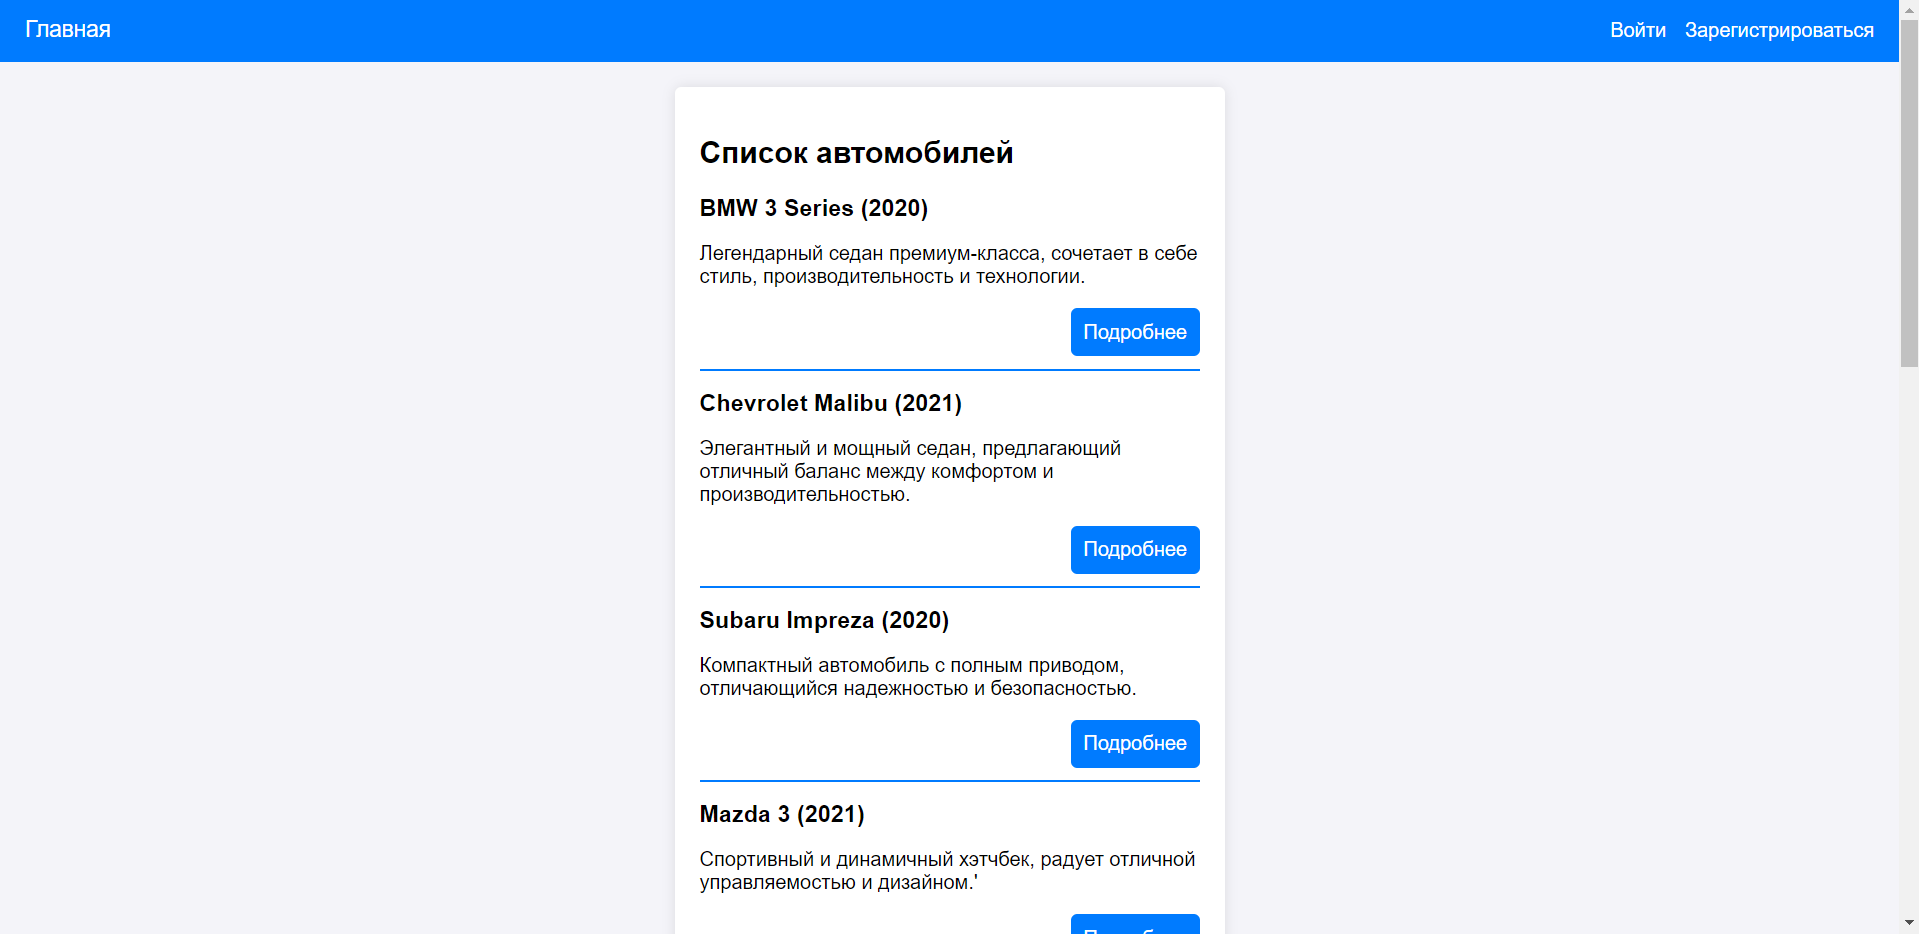 Главная
Войти Зарегистрироваться
Список автомобилей
BMW 3 Series (2020)
Легендарный седан премиум-класса, сочетает в себе
стиль, производительность и технологии.
Подробнее
Chevrolet Malibu (2021)
Элегантный и мощный седан, предлагающий
отличный баланс между комфортом и
производительностью.
Подробнее
Subaru Impreza (2020)
Компактный автомобиль с полным приводом,
отличающийся надежностью и безопасностью.
Подробнее
Mazda 3 (2021)
Спортивный и динамичный хэтчбек, радует отличной
управляемостью и дизайном.'